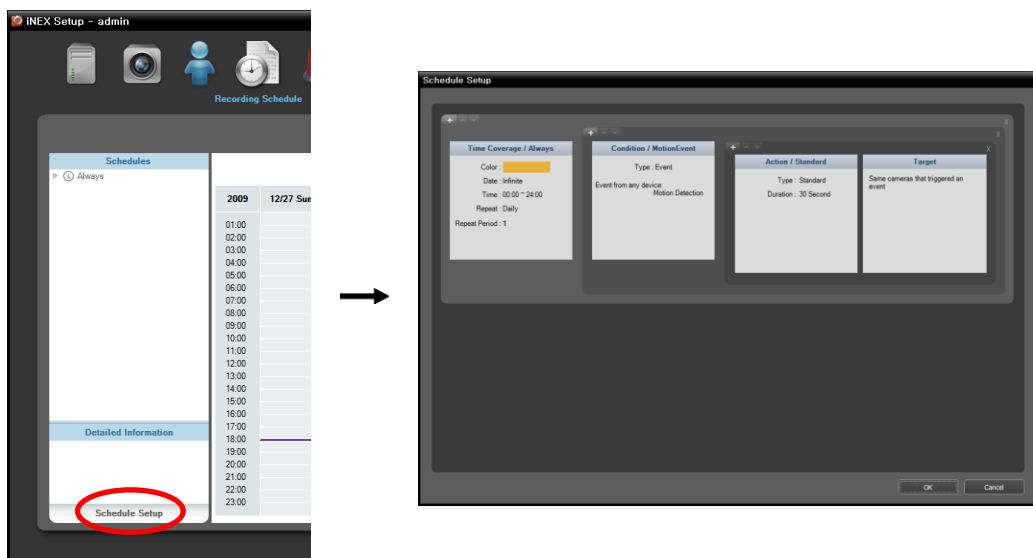 iNEX Setup - admin
Recording Schedule
Schedules
Always
2009 12/27 Sun
01:00
02:00
03:00
04:00
05:00
06:00
07:00
08:00
09:00
10:00
11:00
12:00
13:00
14:00
15:00
16:00
17:00
18:00
19:00
20:00
21:00
22:00
23:00
Detailed Information
Schedule Setup
Schedule Setup
+ - ~ X
Time Coverage / Always
Color :
Date : Infinite
Time : 00:00 ~ 24:00
Repeat : Daily
Repeat Period : 1
X
Condition / MotionEvent
Type : Event
Event from any device:
Motion Detection
X
Action / Standard
Type : Standard
Duration : 30 Second
Target
Same cameras that triggered an
event
OK Cancel